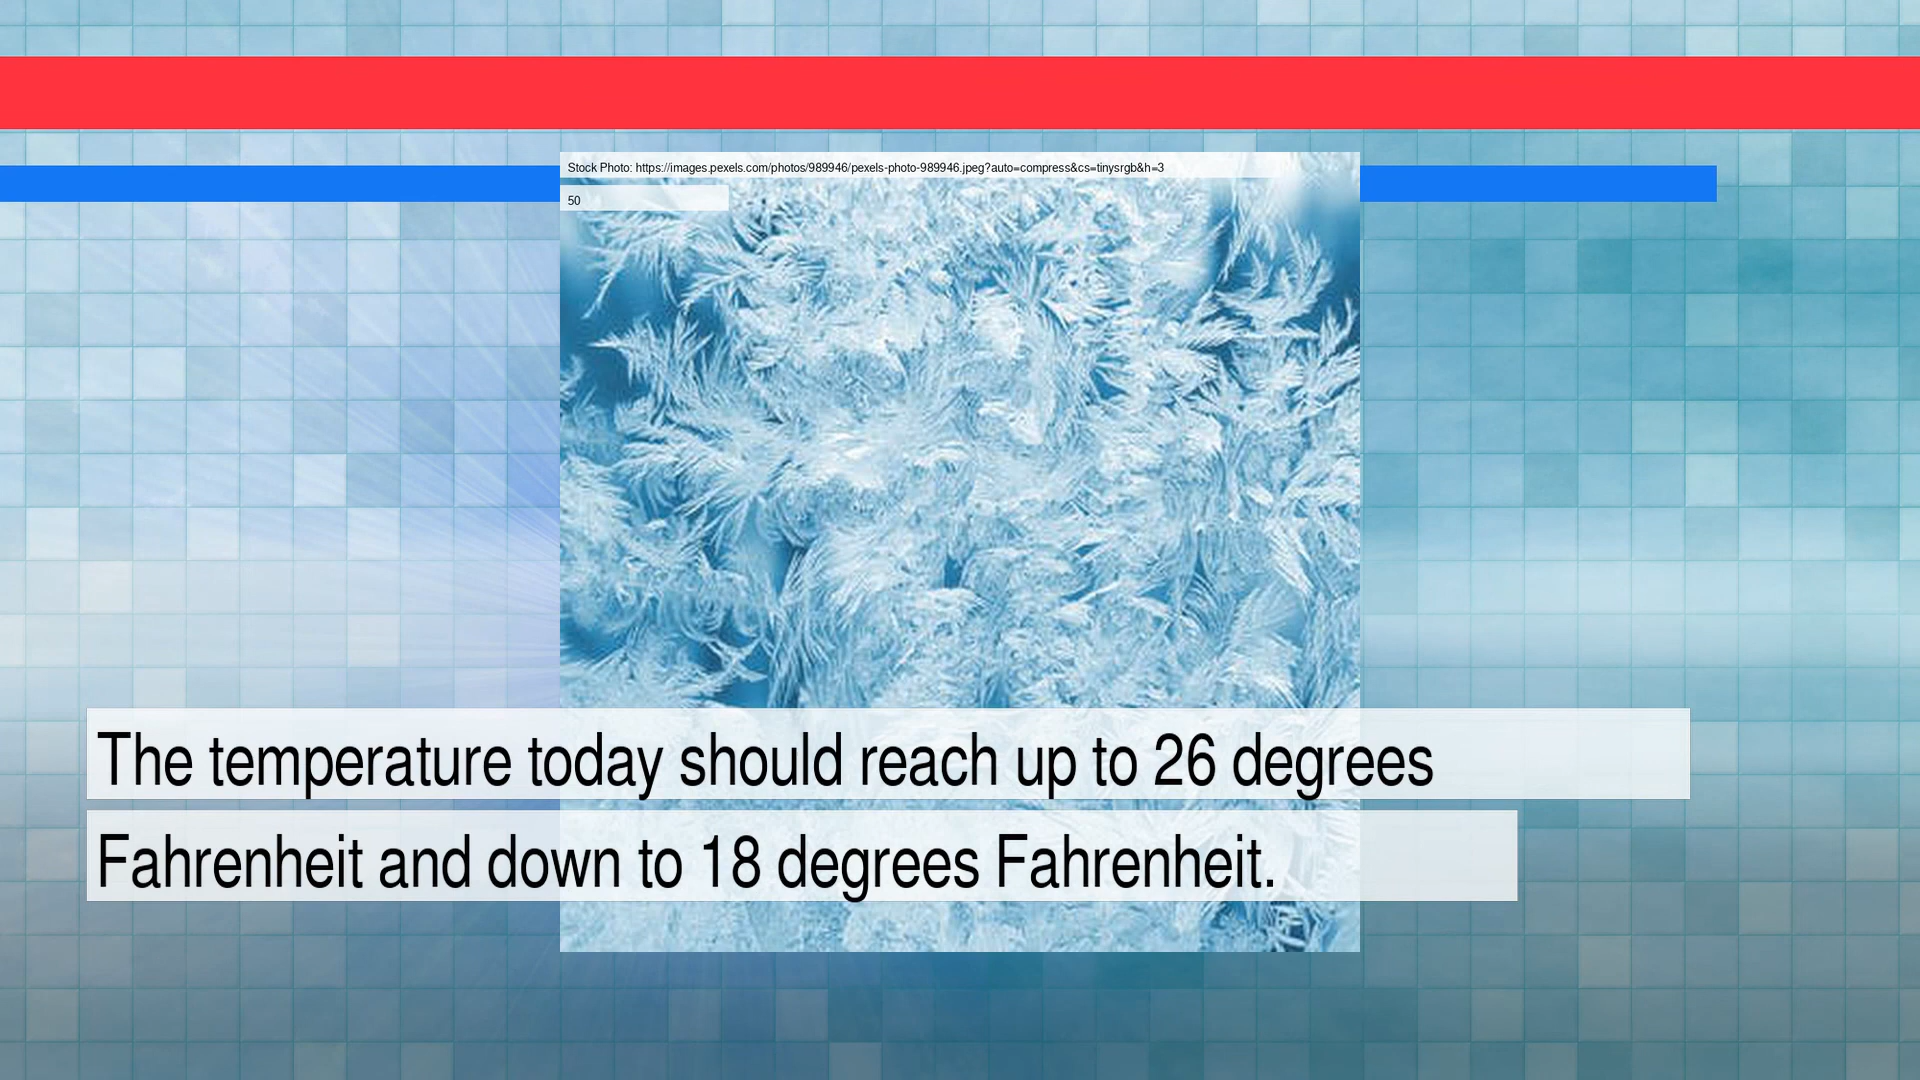 Stock Photo: https://images.pexels.com/photos/989946/pexels-photo-989946.jpeg?auto=compress&cs=tinysrgb&h=3
50
The temperature today should reach up to 26 degrees
Fahrenheit and down to 18 degrees Fahrenheit.